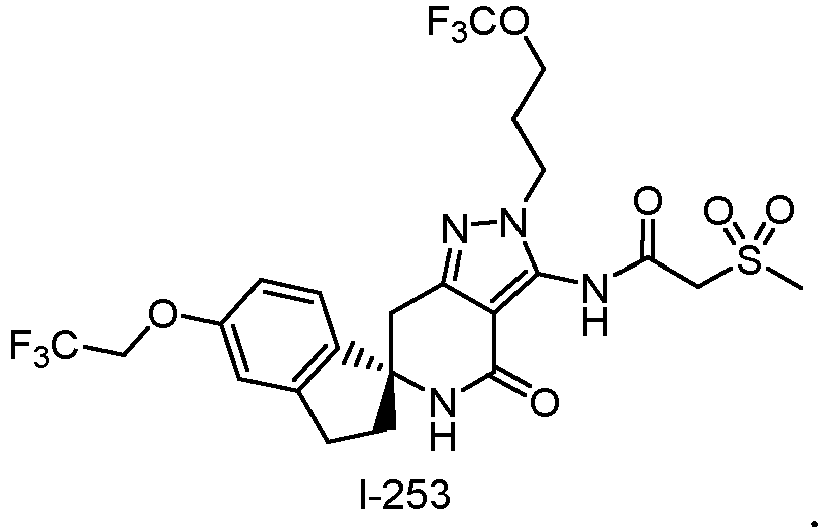 F₃CO
N N
O O O
S
N
H
O
F₃C
N
H
O
I-253
.